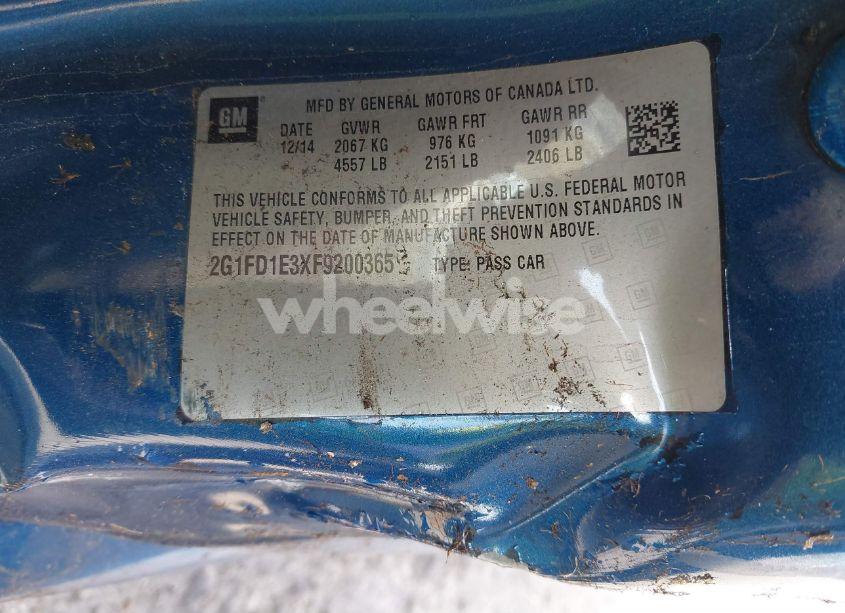 GM
MFD BY GENERAL MOTORS OF CANADA LTD.
DATE GVWR GAWR FRT GAWR RR
12/14 2067 KG 976 KG 1091 KG
4557 LB 2151 LB 2406 LB
THIS VEHICLE CONFORMS TO ALL APPLICABLE U.S. FEDERAL MOTOR
VEHICLE SAFETY, BUMPER, AND THEFT PREVENTION STANDARDS IN
EFFECT ON THE DATE OF MANUFACTURE SHOWN ABOVE.
2G1FD1E3XF9200365 TYPE: PASS CAR
wheelwise